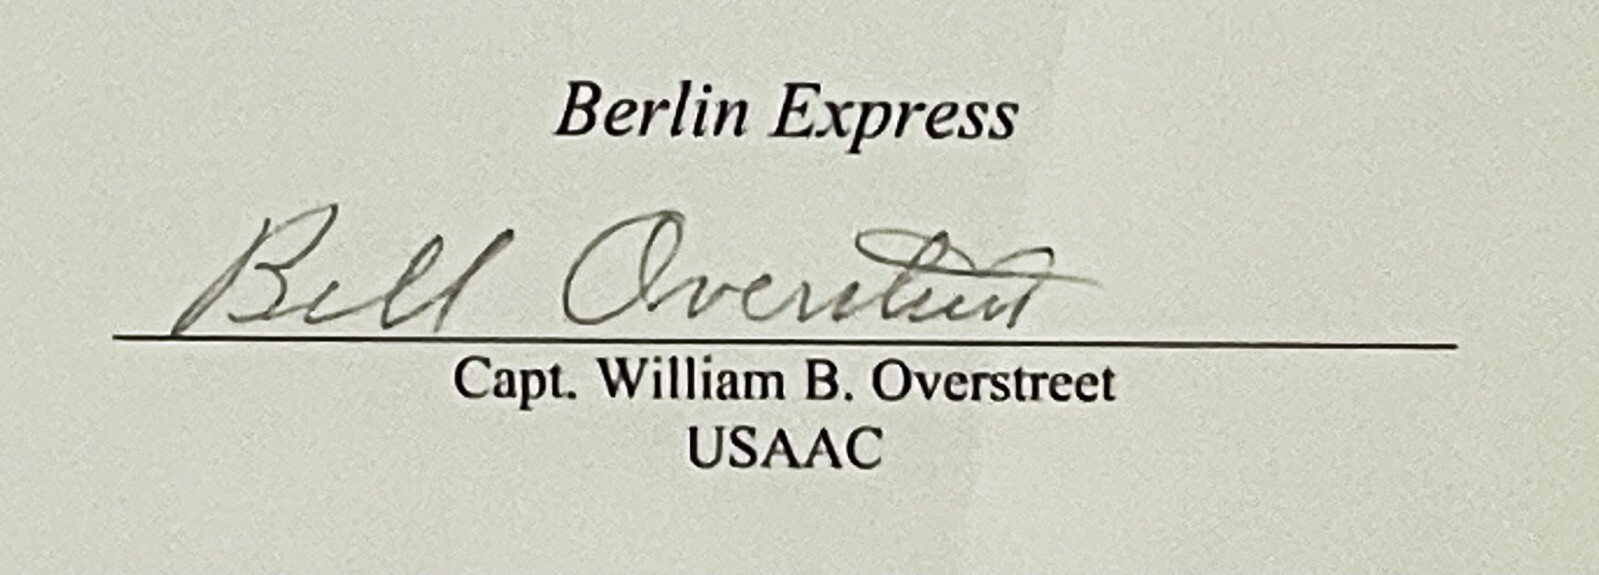 Berlin Express
Bill Overstreet
Capt. William B. Overstreet
USAAC